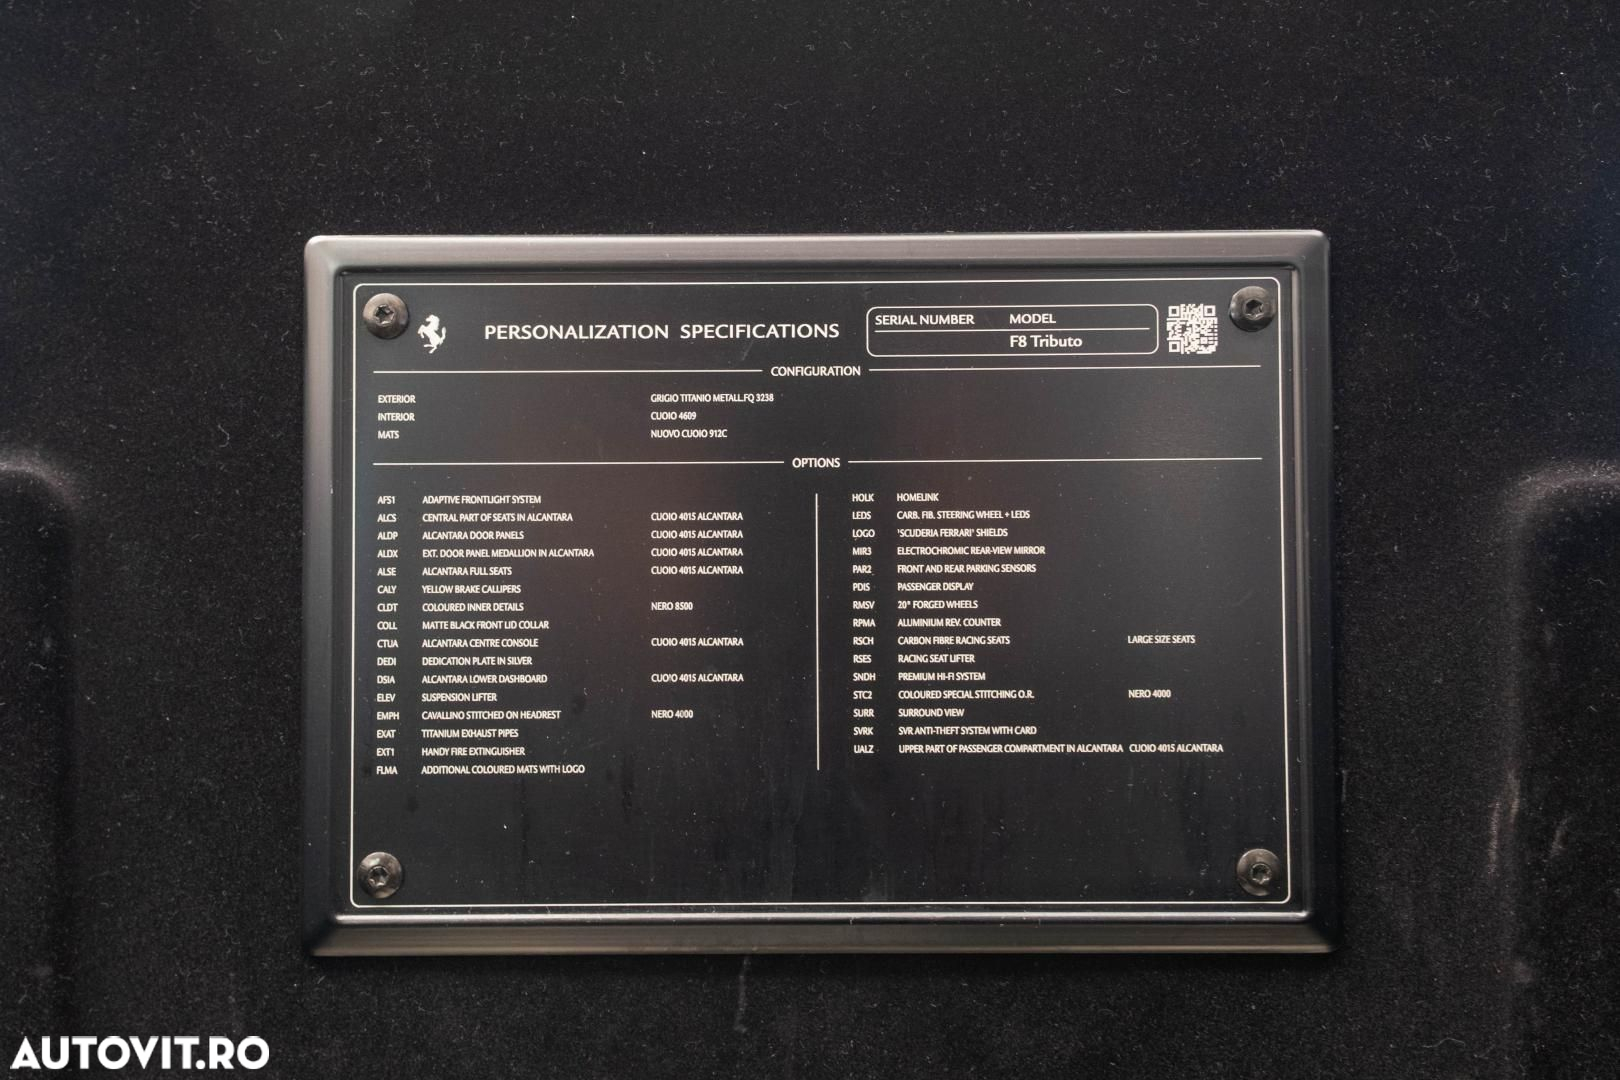 PERSONALIZATION SPECIFICATIONS
SERIAL NUMBER MODEL
F8 Tributo
CONFIGURATION
EXTERIOR GRIGIO TITANIO METALL.FQ 3238
INTERIOR CUOIO 4609
MATS NUOVO CUOIO 912C
OPTIONS
AFS1 ADAPTIVE FRONTLIGHT SYSTEM
ALCS CENTRAL PART OF SEATS IN ALCANTARA CUOIO 4015 ALCANTARA
ALDP ALCANTARA DOOR PANELS CUOIO 4015 ALCANTARA
ALDX EXT. DOOR PANEL MEDALLION IN ALCANTARA CUOIO 4015 ALCANTARA
ALSE ALCANTARA FULL SEATS CUOIO 4015 ALCANTARA
CALY YELLOW BRAKE CALLIPERS
CLDT COLOURED INNER DETAILS NERO 8500
COLL MATTE BLACK FRONT LID COLLAR
CTUA ALCANTARA CENTRE CONSOLE CUOIO 4015 ALCANTARA
DEDI DEDICATION PLATE IN SILVER
DSIA ALCANTARA LOWER DASHBOARD CUOIO 4015 ALCANTARA
ELEV SUSPENSION LIFTER
EMPH CAVALLINO STITCHED ON HEADREST NERO 4000
EXAT TITANIUM EXHAUST PIPES
EXT1 HANDY FIRE EXTINGUISHER
FLMA ADDITIONAL COLOURED MATS WITH LOGO
HOLK HOMELINK
LEDS CARB. FIB. STEERING WHEEL + LEDS
LOGO 'SCUDERIA FERRARI' SHIELDS
MIR3 ELECTROCHROMIC REAR-VIEW MIRROR
PAR2 FRONT AND REAR PARKING SENSORS
PDIS PASSENGER DISPLAY
RMSV 20" FORGED WHEELS
RPMA ALUMINIUM REV. COUNTER
RSCH CARBON FIBRE RACING SEATS LARGE SIZE SEATS
RSES RACING SEAT LIFTER
SNDH PREMIUM HI-FI SYSTEM
STC2 COLOURED SPECIAL STITCHING O.R. NERO 4000
SURR SURROUND VIEW
SVRK SVR ANTI-THEFT SYSTEM WITH CARD
UALZ UPPER PART OF PASSENGER COMPARTMENT IN ALCANTARA CUOIO 4015 ALCANTARA
AUTOVIT.RO